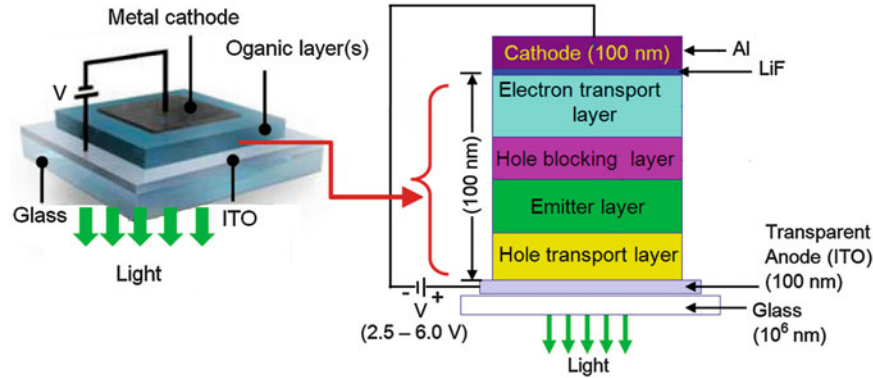 Metal cathode
Oganic layer(s)
V
Glass
ITO
Light
Cathode (100 nm)
Al
LiF
Electron transport
layer
Hole blocking layer
(100 nm)
Emitter layer
Hole transport layer
Transparent
Anode (ITO)
(100 nm)
- +
V
(2.5 – 6.0 V)
Glass
(10⁶ nm)
Light